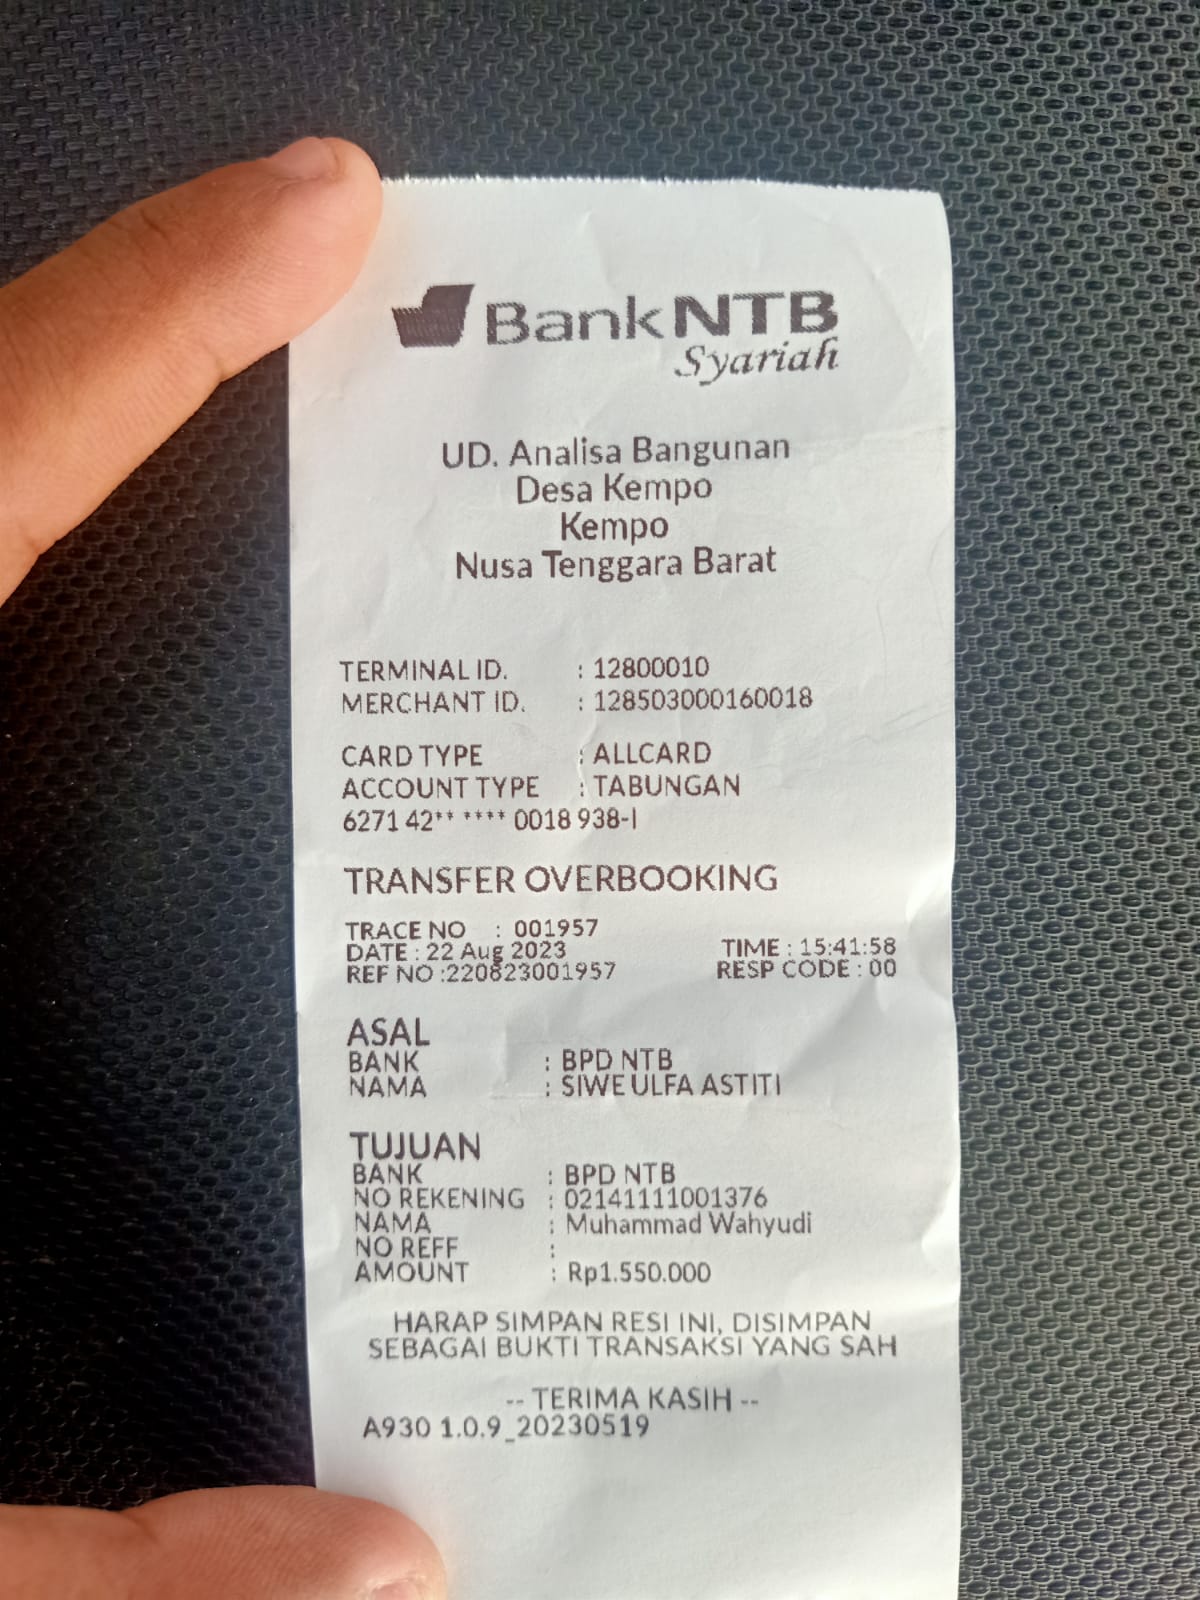 BankNTB
Syariah
UD. Analisa Bangunan
Desa Kempo
Kempo
Nusa Tenggara Barat
TERMINAL ID. : 12800010
MERCHANT ID. : 128503000160018
CARD TYPE : ALLCARD
ACCOUNT TYPE : TABUNGAN
6271 42** **** 0018 938-I
TRANSFER OVERBOOKING
TRACE NO : 001957
DATE : 22 Aug 2023 TIME : 15:41:58
REF NO :220823001957 RESP CODE : 00
ASAL
BANK : BPD NTB
NAMA : SIWE ULFA ASTITI
TUJUAN
BANK : BPD NTB
NO REKENING : 02141111001376
NAMA : Muhammad Wahyudi
NO REFF :
AMOUNT : Rp1.550.000
HARAP SIMPAN RESI INI, DISIMPAN
SEBAGAI BUKTI TRANSAKSI YANG SAH
-- TERIMA KASIH --
A930 1.0.9_20230519